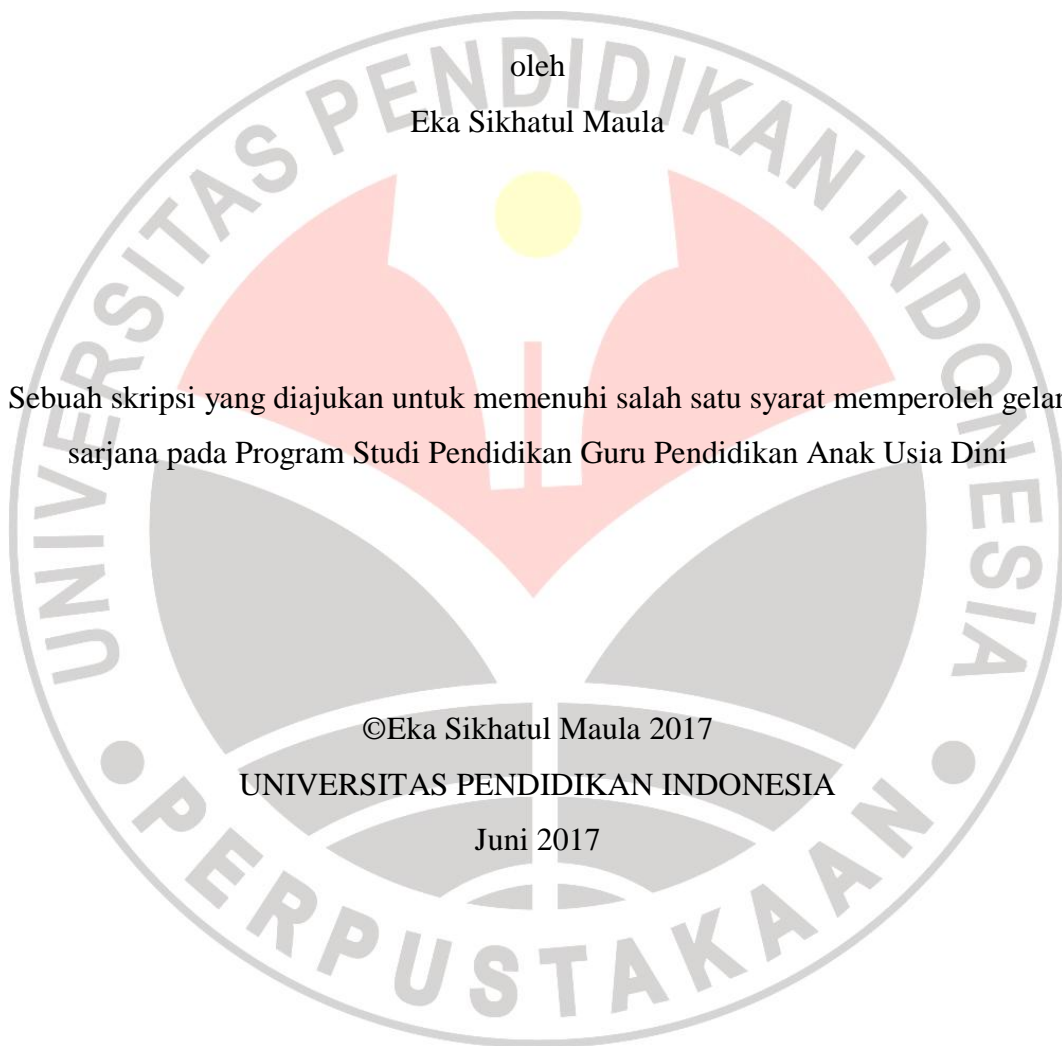 oleh
Eka Sikhatul Maula
Sebuah skripsi yang diajukan untuk memenuhi salah satu syarat memperoleh gelar
sarjana pada Program Studi Pendidikan Guru Pendidikan Anak Usia Dini
©Eka Sikhatul Maula 2017
UNIVERSITAS PENDIDIKAN INDONESIA
Juni 2017
UNIVERSITAS PENDIDIKAN INDONESIA
PERPUSTAKAAN